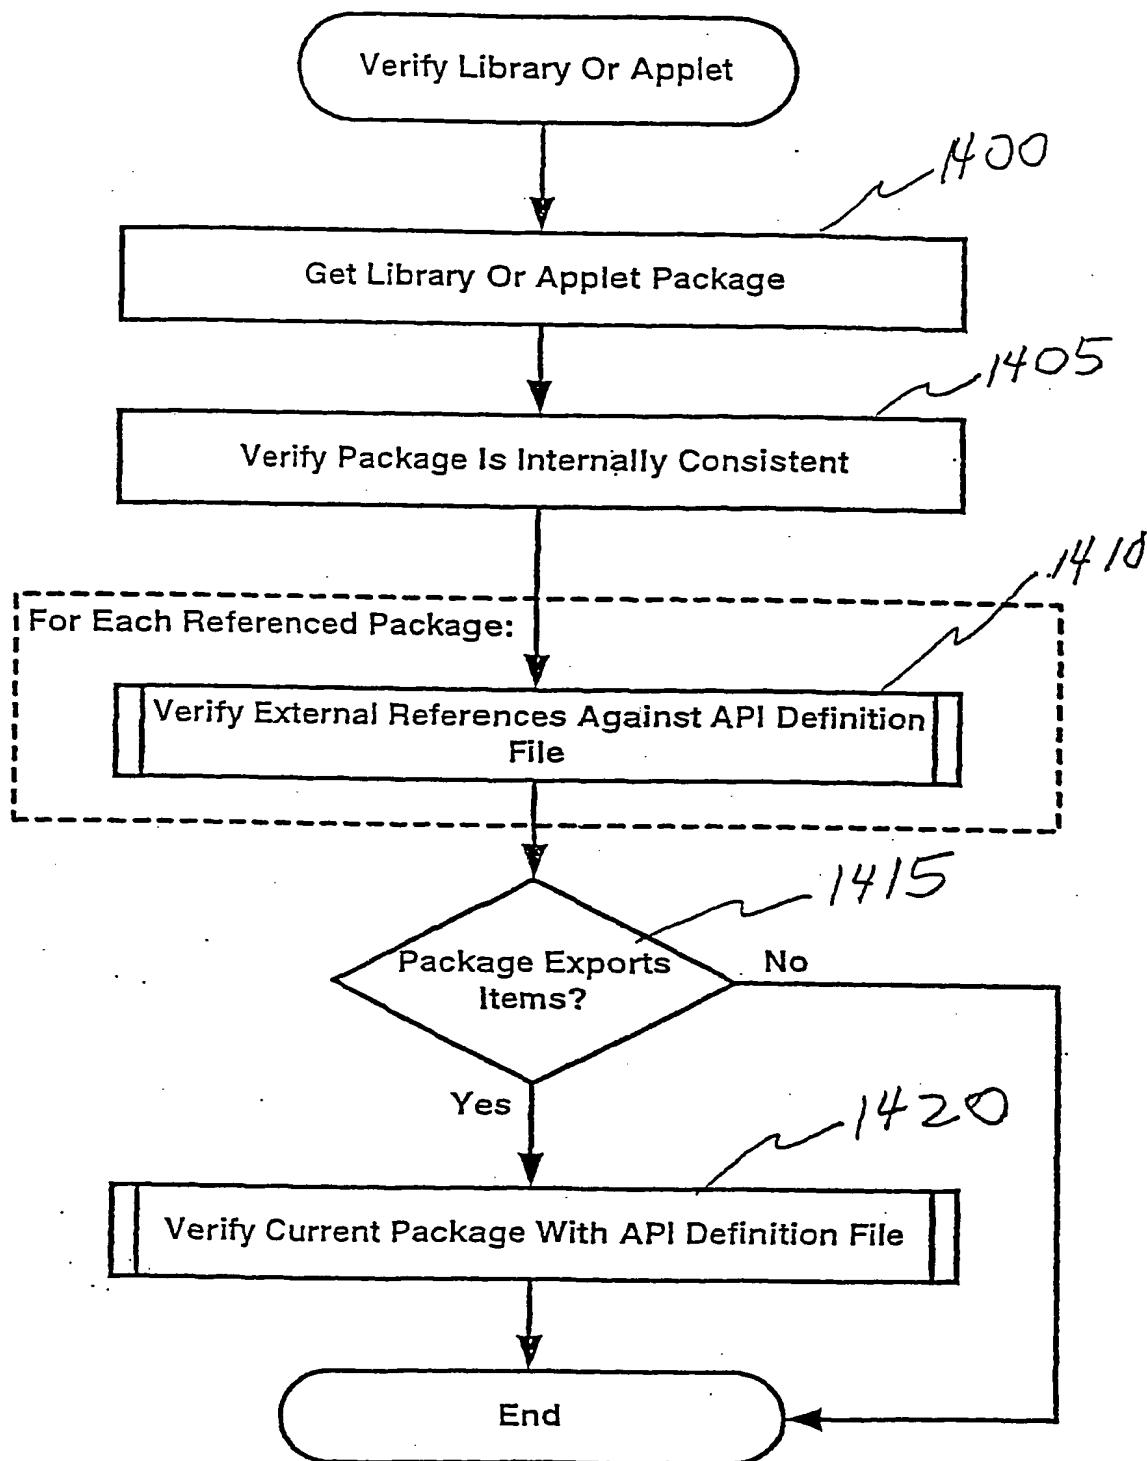 Verify Library Or Applet
1400
Get Library Or Applet Package
1405
Verify Package Is Internally Consistent
1410
For Each Referenced Package:
Verify External References Against API Definition
File
1415
Package Exports
Items?
No
Yes
1420
Verify Current Package With API Definition File
End